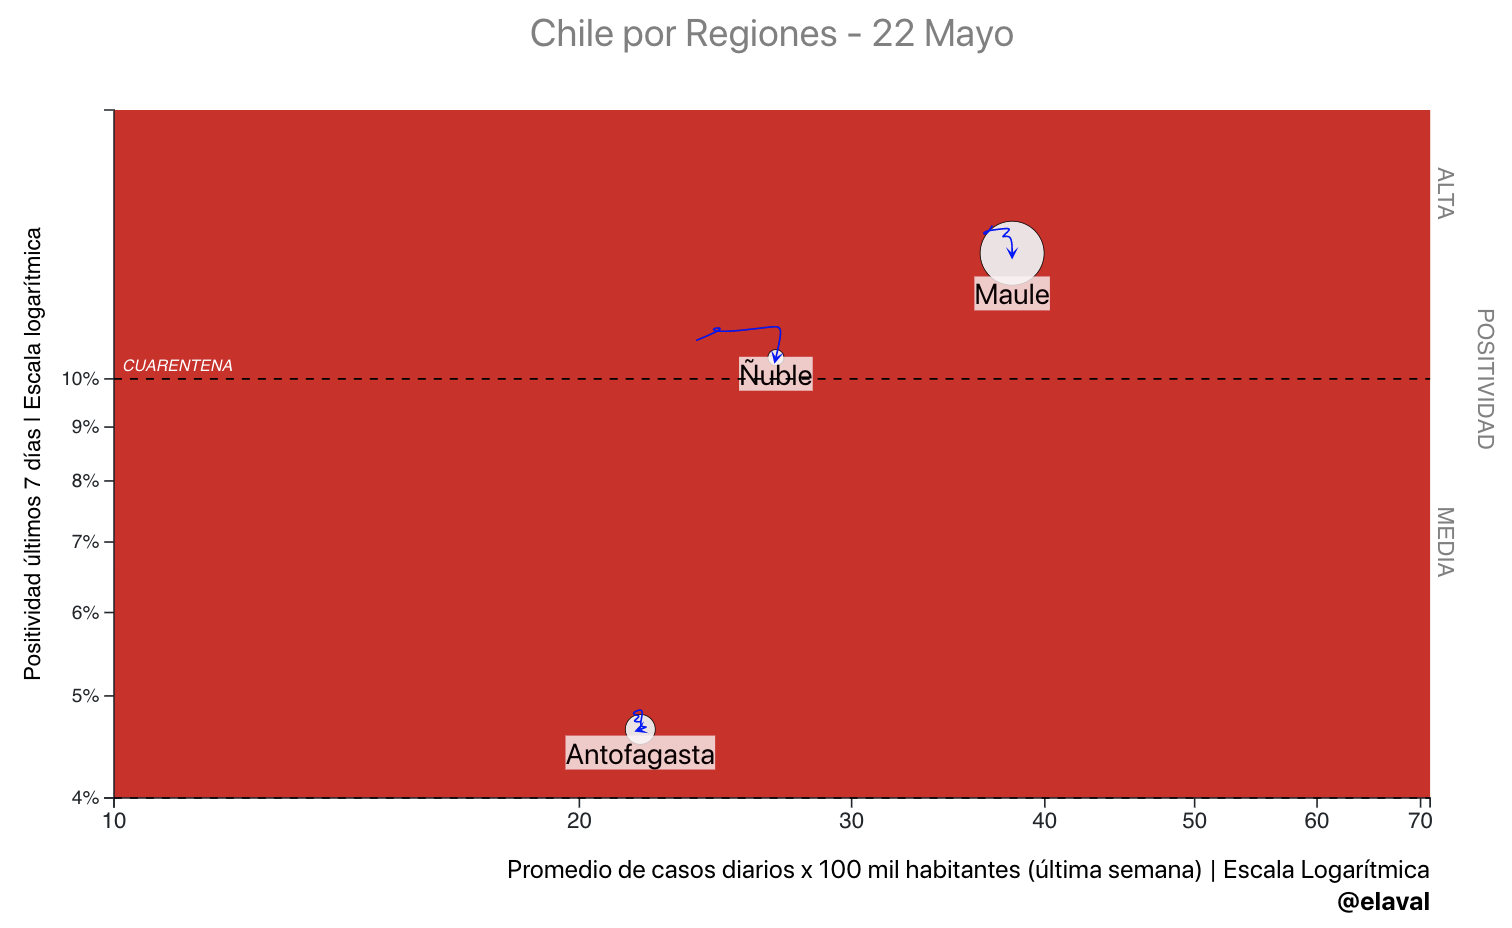 Chile por Regiones - 22 Mayo
Positividad últimos 7 días | Escala logarítmica
ALTA
POSITIVIDAD
MEDIA
CUARENTENA
10%
9%
8%
7%
6%
5%
4%
Maule
Ñuble
Antofagasta
10 20 30 40 50 60 70
Promedio de casos diarios x 100 mil habitantes (última semana) | Escala Logarítmica
@elaval